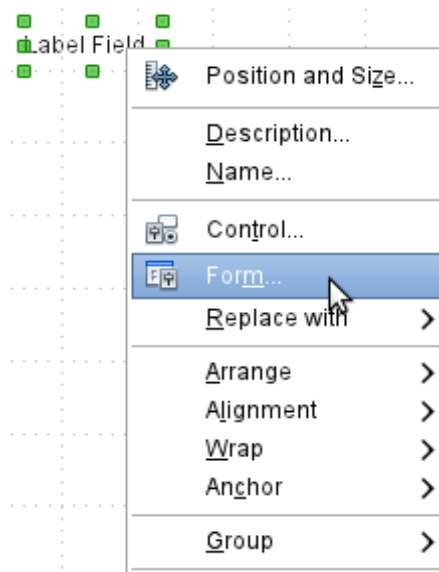 Label Field
Position and Size...
Description...
Name...
Control...
Form...
Replace with
Arrange
Alignment
Wrap
Anchor
Group